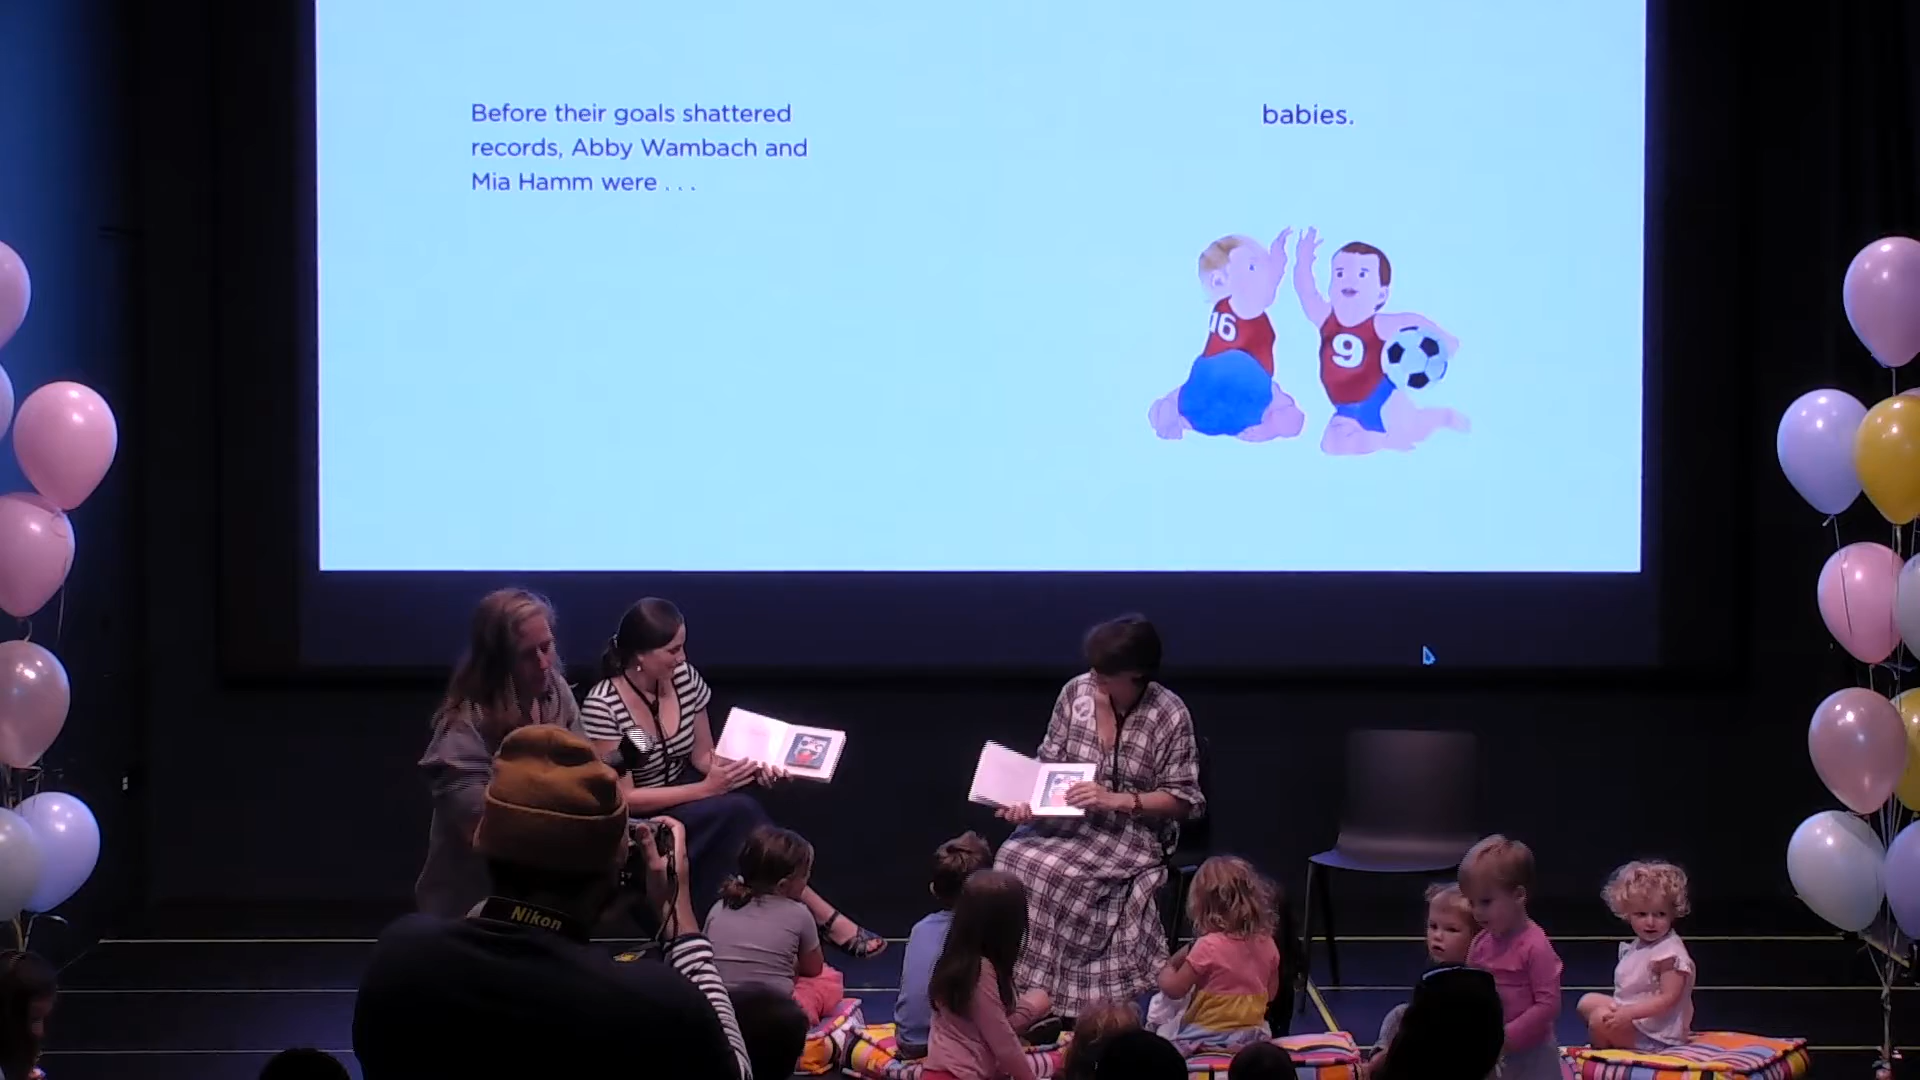 Before their goals shattered
records, Abby Wambach and
Mia Hamm were . . .
babies.
16
9
Nikon